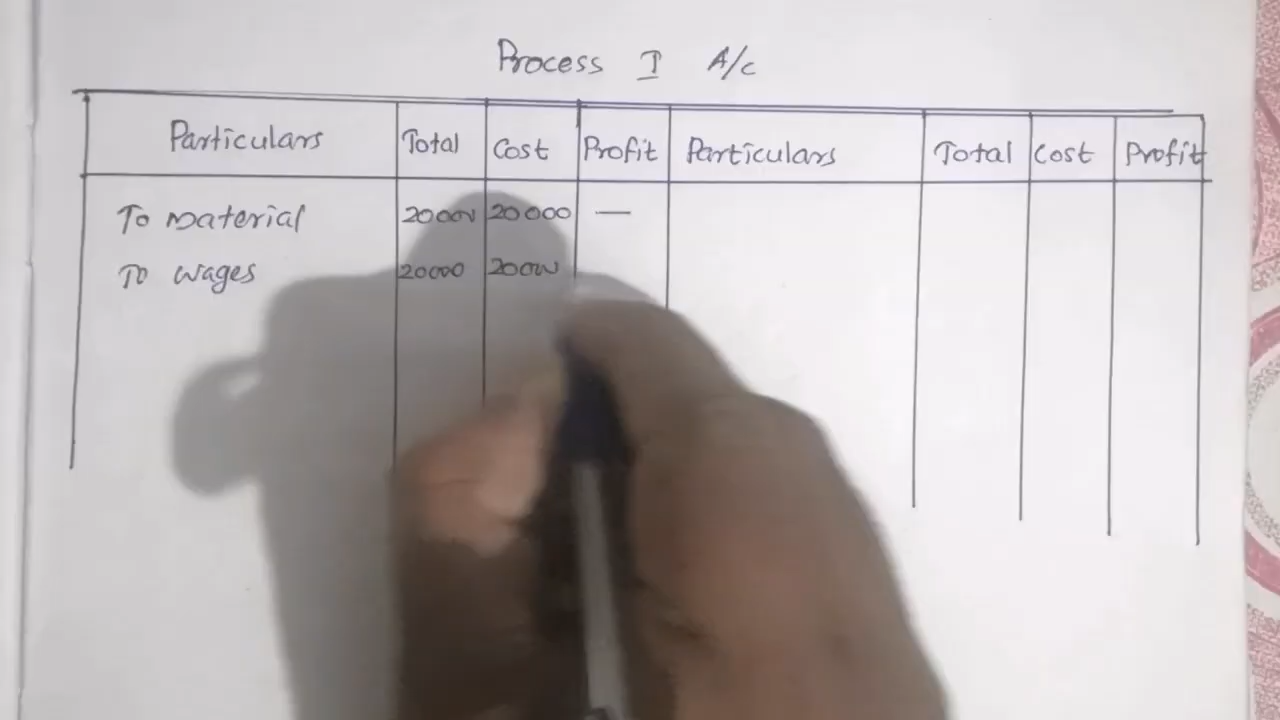 Process I A/c
Particulars Total Cost Profit Particulars Total Cost Profit
To material 20000 20000 —
To wages 20000 20000